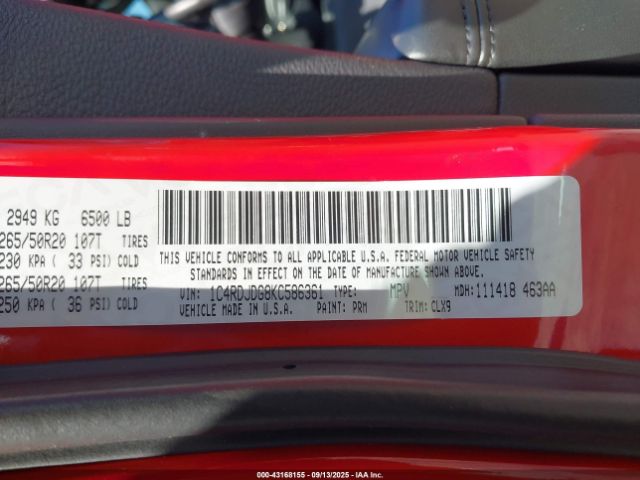 2949 KG 6500 LB
265/50R20 107T TIRES
230 KPA ( 33 PSI) COLD
265/50R20 107T TIRES
250 KPA ( 36 PSI) COLD
THIS VEHICLE CONFORMS TO ALL APPLICABLE U.S.A. FEDERAL MOTOR VEHICLE SAFETY
STANDARDS IN EFFECT ON THE DATE OF MANUFACTURE SHOWN ABOVE.
VIN: 1C4RDJDG8KC586361 TYPE: MPV MDH:111418 463AA
VEHICLE MADE IN U.S.A. PAINT: PRM TRIM:CLX9
000-43168155 - 09/13/2025 - IAA Inc.